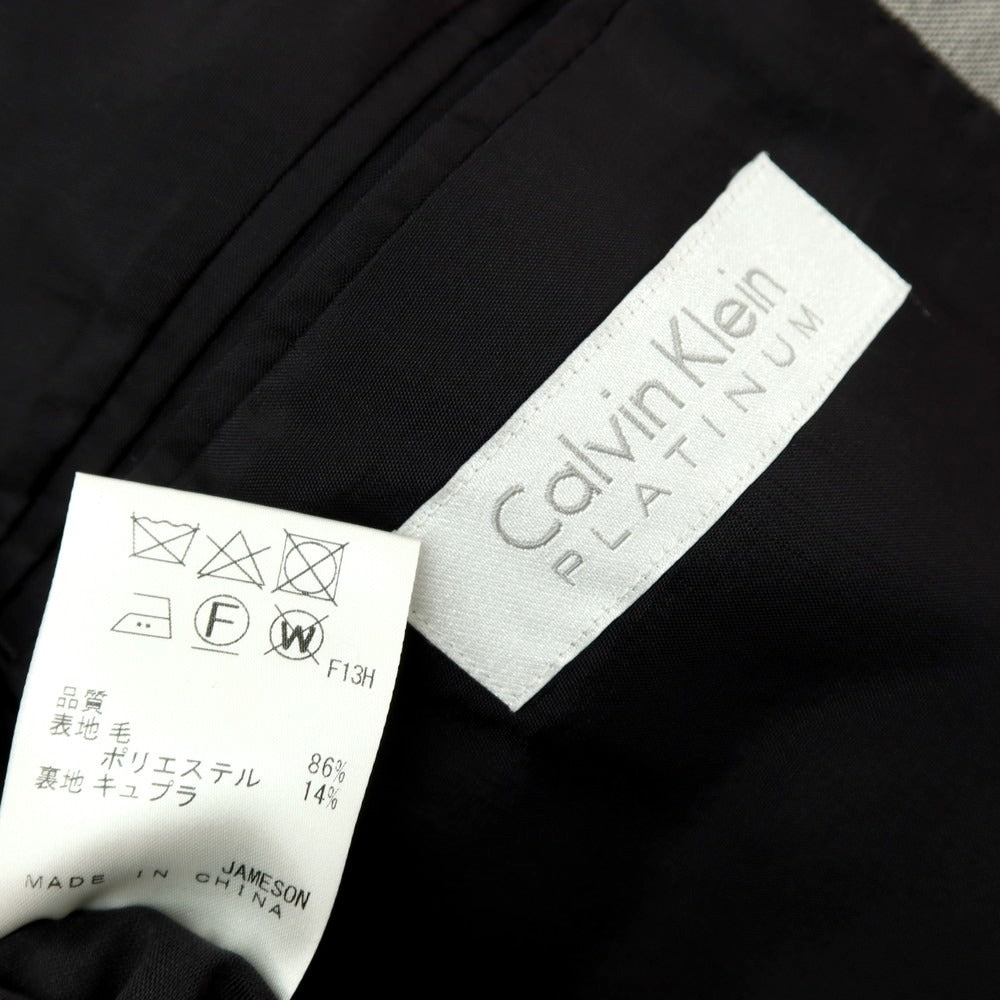 Calvin Klein
PLATINUM
F
W
F13H
品質
表地 毛 86%
ポリエステル 14%
裏地 キュプラ
JAMESON
MADE IN CHINA